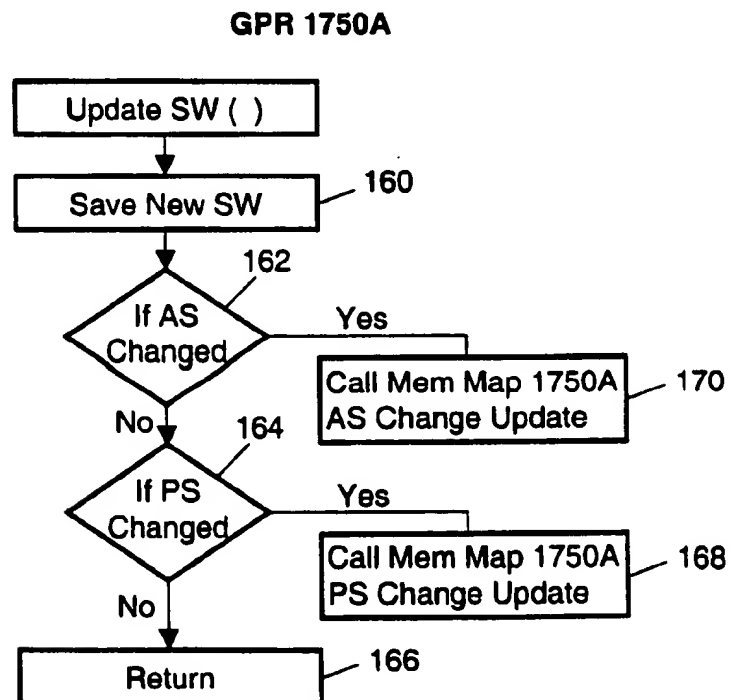 GPR 1750A
Update SW ( )
Save New SW
160
162
If AS
Changed
Yes
Call Mem Map 1750A
AS Change Update
170
No
164
If PS
Changed
Yes
Call Mem Map 1750A
PS Change Update
168
No
Return
166